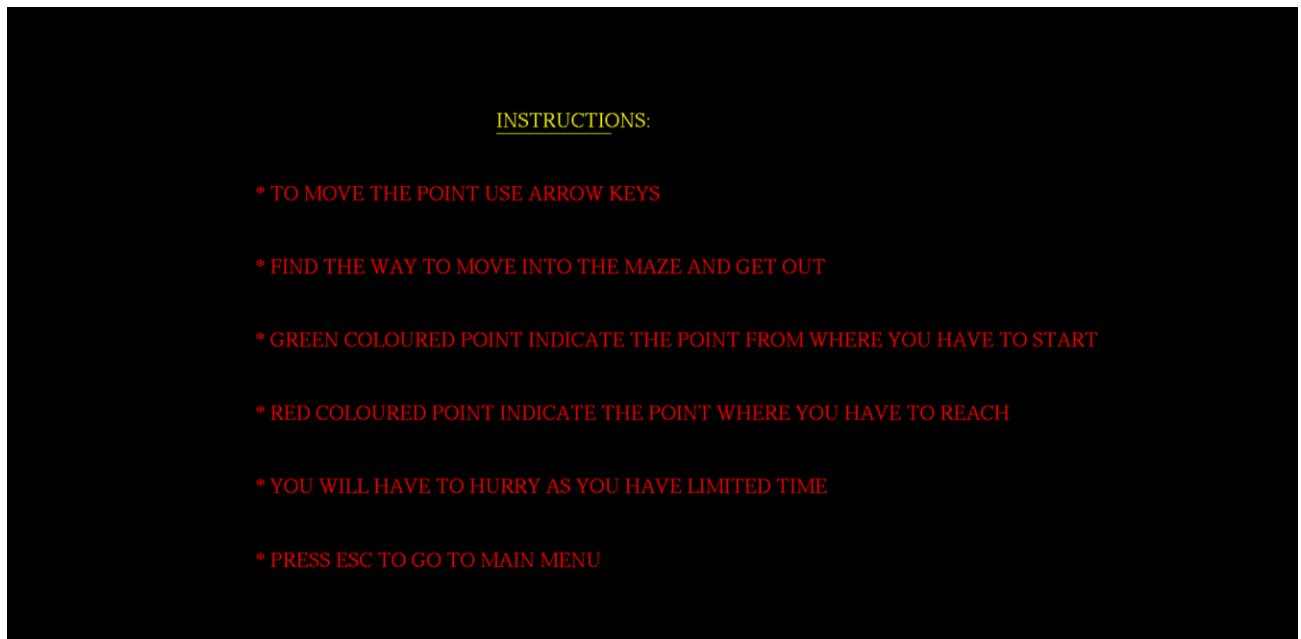 INSTRUCTIONS:
* TO MOVE THE POINT USE ARROW KEYS
* FIND THE WAY TO MOVE INTO THE MAZE AND GET OUT
* GREEN COLOURED POINT INDICATE THE POINT FROM WHERE YOU HAVE TO START
* RED COLOURED POINT INDICATE THE POINT WHERE YOU HAVE TO REACH
* YOU WILL HAVE TO HURRY AS YOU HAVE LIMITED TIME
* PRESS ESC TO GO TO MAIN MENU